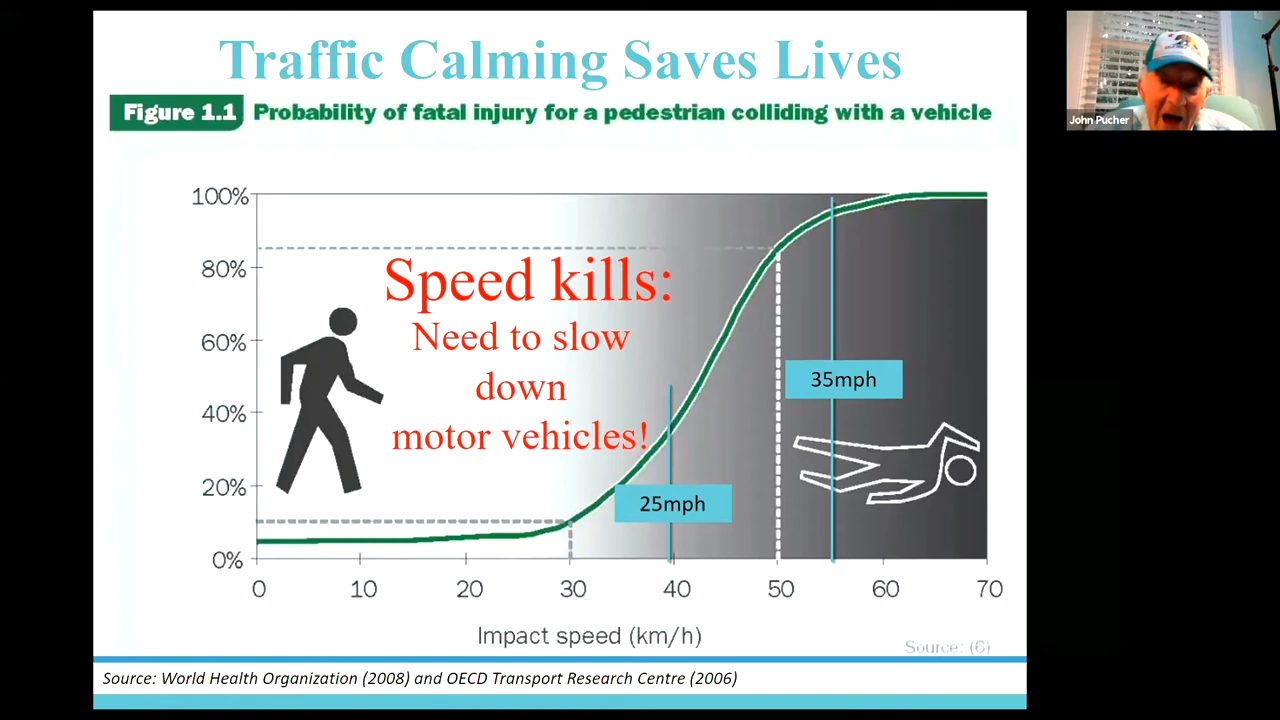 Traffic Calming Saves Lives
Figure 1.1 Probability of fatal injury for a pedestrian colliding with a vehicle
100%
80%
60%
40%
20%
0%
Speed kills:
Need to slow
down
motor vehicles!
35mph
25mph
0 10 20 30 40 50 60 70
Impact speed (km/h)
Source: (6)
Source: World Health Organization (2008) and OECD Transport Research Centre (2006)
John Pucher